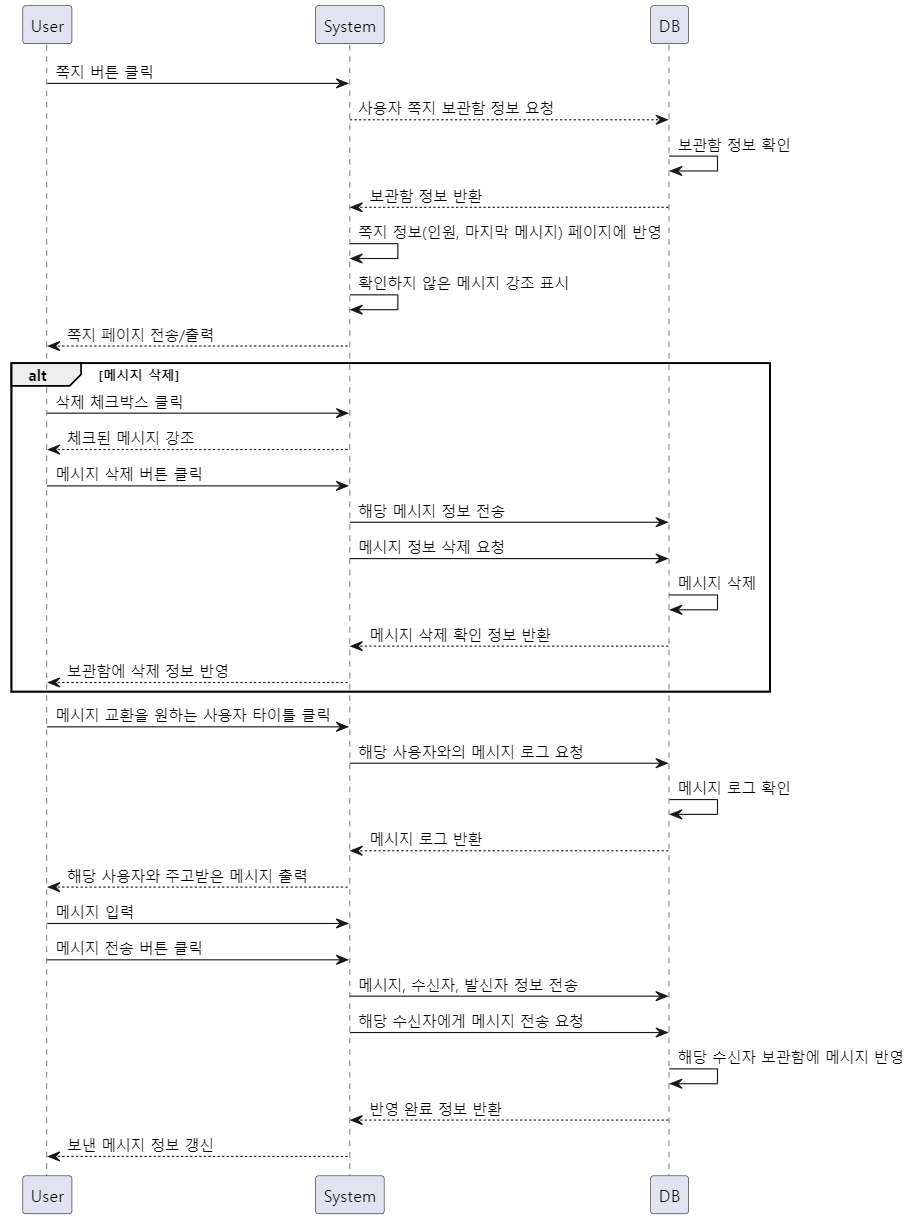 User
System
DB
쪽지 버튼 클릭
사용자 쪽지 보관함 정보 요청
보관함 정보 확인
보관함 정보 반환
쪽지 정보(인원, 마지막 메시지) 페이지에 반영
확인하지 않은 메시지 강조 표시
쪽지 페이지 전송/출력
alt [메시지 삭제]
삭제 체크박스 클릭
체크된 메시지 강조
메시지 삭제 버튼 클릭
해당 메시지 정보 전송
메시지 정보 삭제 요청
메시지 삭제
메시지 삭제 확인 정보 반환
보관함에 삭제 정보 반영
메시지 교환을 원하는 사용자 타이틀 클릭
해당 사용자와의 메시지 로그 요청
메시지 로그 확인
메시지 로그 반환
해당 사용자와 주고받은 메시지 출력
메시지 입력
메시지 전송 버튼 클릭
메시지, 수신자, 발신자 정보 전송
해당 수신자에게 메시지 전송 요청
해당 수신자 보관함에 메시지 반영
반영 완료 정보 반환
보낸 메시지 정보 갱신
User
System
DB